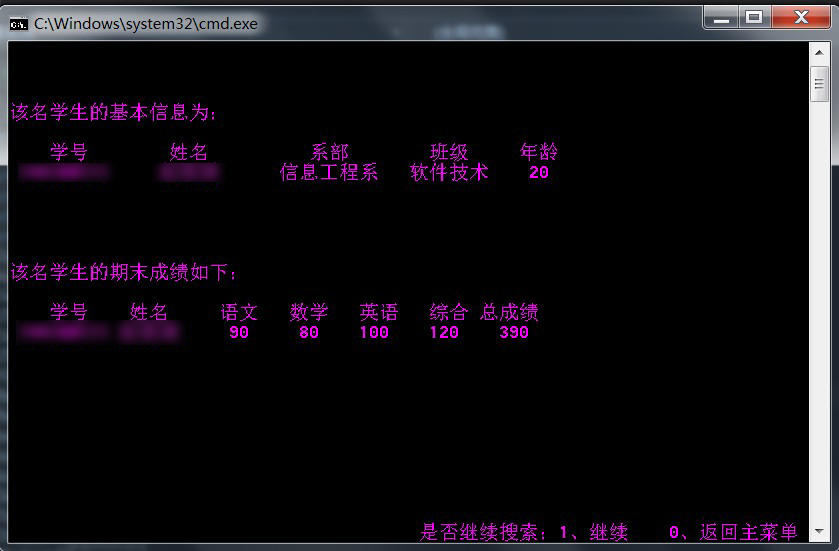 C:\Windows\system32\cmd.exe
该名学生的基本信息为:
学号 姓名 系部 班级 年龄
信息工程系 软件技术 20
该名学生的期末成绩如下:
学号 姓名 语文 数学 英语 综合 总成绩
90 80 100 120 390
是否继续搜索:1、继续 0、返回主菜单